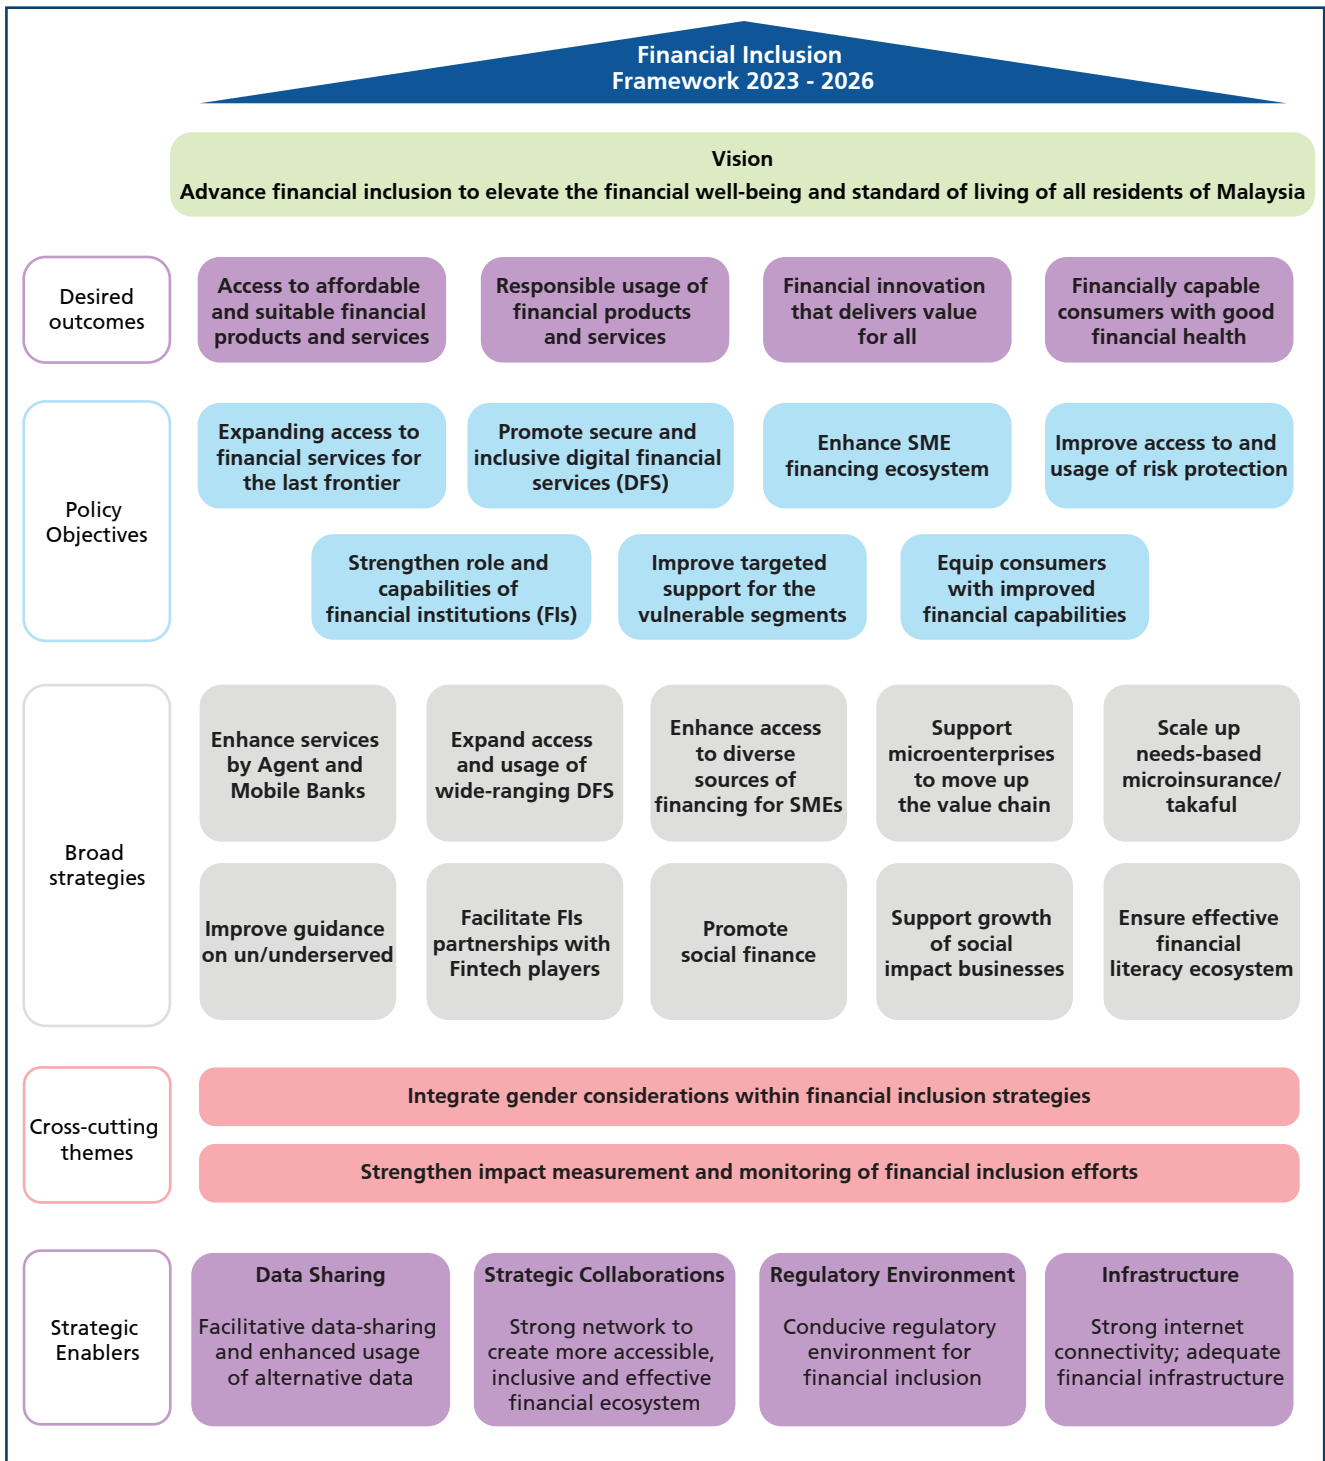 Financial Inclusion
Framework 2023 - 2026
Vision
Advance financial inclusion to elevate the financial well-being and standard of living of all residents of Malaysia
Desired
outcomes
Access to affordable
and suitable financial
products and services
Responsible usage of
financial products
and services
Financial innovation
that delivers value
for all
Financially capable
consumers with good
financial health
Policy
Objectives
Expanding access to
financial services for
the last frontier
Promote secure and
inclusive digital financial
services (DFS)
Enhance SME
financing ecosystem
Improve access to and
usage of risk protection
Strengthen role and
capabilities of
financial institutions (FIs)
Improve targeted
support for the
vulnerable segments
Equip consumers
with improved
financial capabilities
Broad
strategies
Enhance services
by Agent and
Mobile Banks
Expand access
and usage of
wide-ranging DFS
Enhance access
to diverse
sources of
financing for SMEs
Support
microenterprises
to move up
the value chain
Scale up
needs-based
microinsurance/
takaful
Improve guidance
on un/underserved
Facilitate FIs
partnerships with
Fintech players
Promote
social finance
Support growth
of social
impact businesses
Ensure effective
financial
literacy ecosystem
Cross-cutting
themes
Integrate gender considerations within financial inclusion strategies
Strengthen impact measurement and monitoring of financial inclusion efforts
Strategic
Enablers
Data Sharing
Facilitative data-sharing
and enhanced usage
of alternative data
Strategic Collaborations
Strong network to
create more accessible,
inclusive and effective
financial ecosystem
Regulatory Environment
Conducive regulatory
environment for
financial inclusion
Infrastructure
Strong internet
connectivity; adequate
financial infrastructure